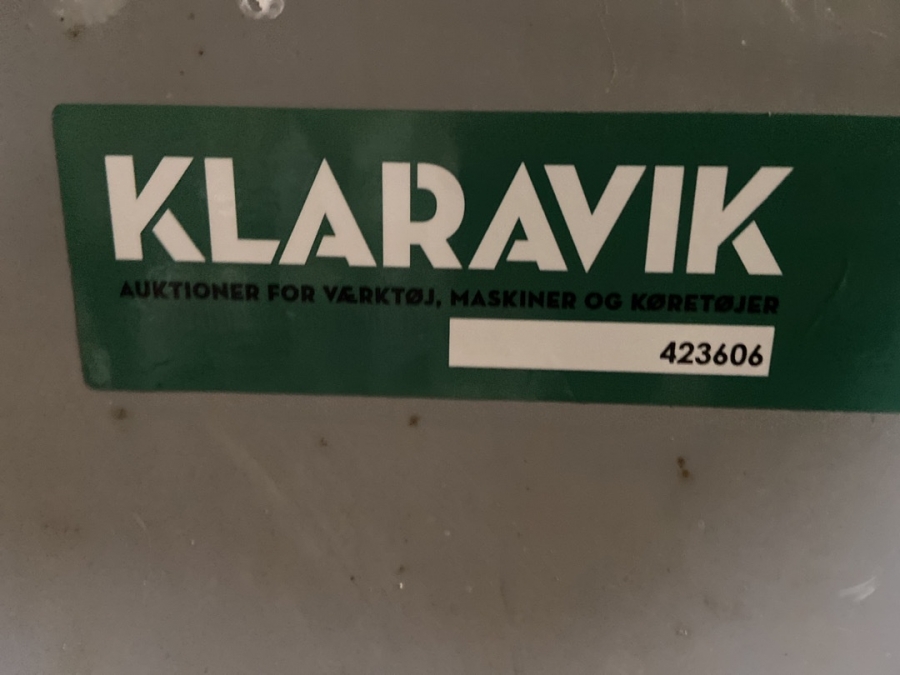 KLARAVIK
AUKTIONER FOR VÆRKTØJ, MASKINER OG KØRETØJER
423606